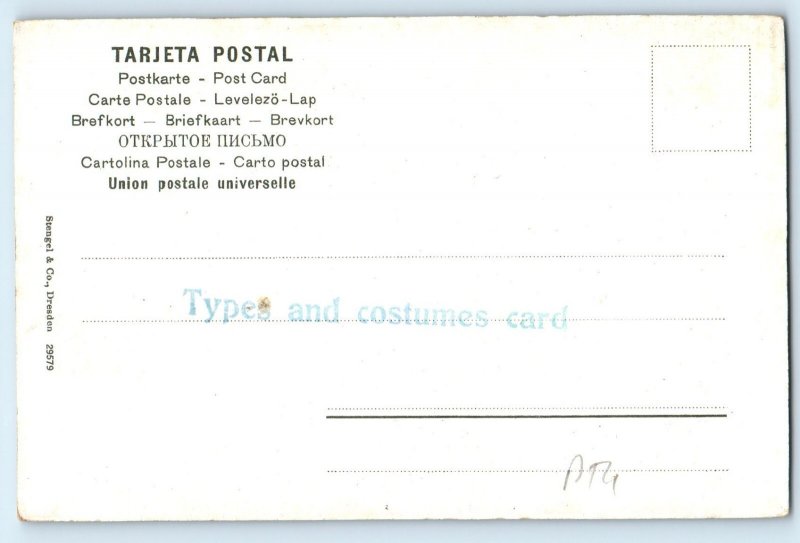 TARJETA POSTAL
Postkarte - Post Card
Carte Postale - Levelezö-Lap
Brefkort — Briefkaart — Brevkort
ОТКРЫТОЕ ПИСЬМО
Cartolina Postale - Carto postal
Union postale universelle
Stengel & Co., Dresden 29579
Types and costumes card